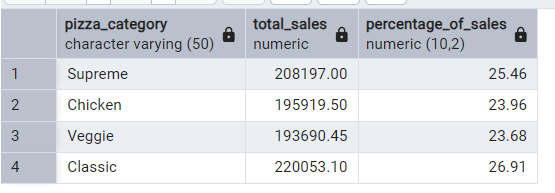 pizza_category total_sales percentage_of_sales
character varying (50) numeric numeric (10,2)
1 Supreme 208197.00 25.46
2 Chicken 195919.50 23.96
3 Veggie 193690.45 23.68
4 Classic 220053.10 26.91